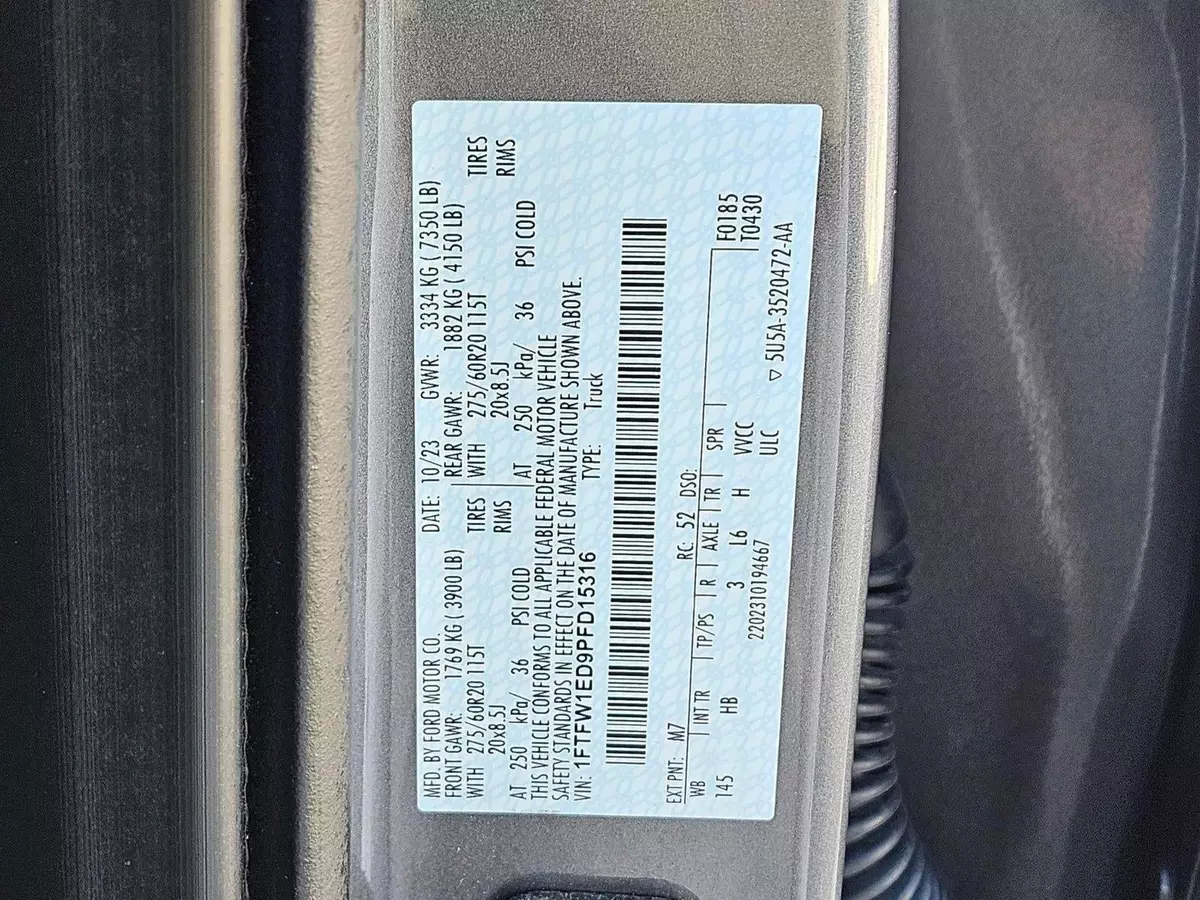 MFD. BY FORD MOTOR CO. DATE: 10/23 GVWR: 3334 KG ( 7350 LB)
FRONT GAWR: 1769 KG ( 3900 LB) REAR GAWR: 1882 KG ( 4150 LB)
WITH 275/60R20 115T TIRES WITH 275/60R20 115T TIRES
20x8.5J RIMS 20x8.5J RIMS
AT 250 kPa/ 36 PSI COLD AT 250 kPa/ 36 PSI COLD
THIS VEHICLE CONFORMS TO ALL APPLICABLE FEDERAL MOTOR VEHICLE
SAFETY STANDARDS IN EFFECT ON THE DATE OF MANUFACTURE SHOWN ABOVE.
VIN: 1FTFW1ED9PFD15316 TYPE: Truck
EXT PNT: M7 RC: 52 DSO:
WB INT TR TP/PS R AXLE TR SPR F0185
145 HB 3 L6 H VVCC T0430
ULC
2202310194667 ▽ 5U5A-3520472-AA